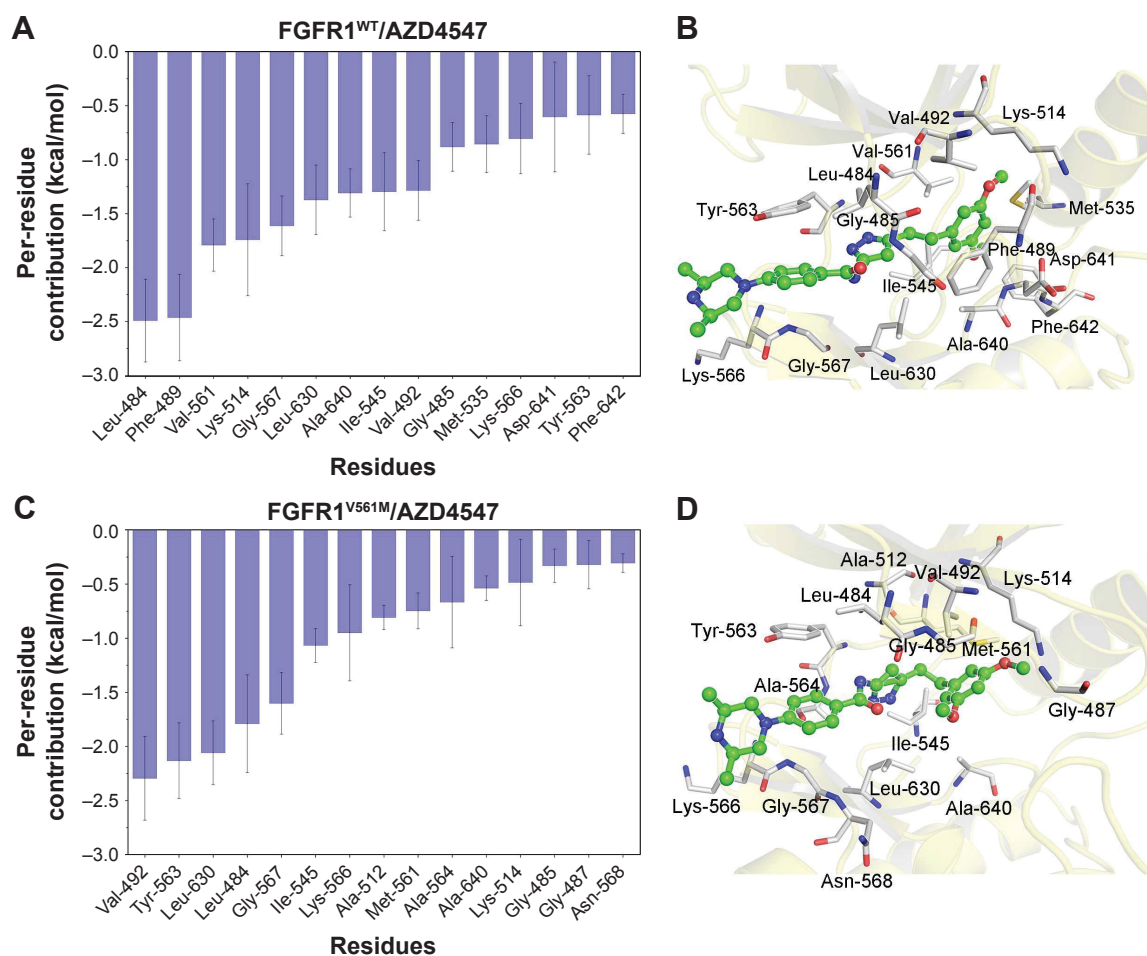 A
FGFR1WT/AZD4547
Per-residue
contribution (kcal/mol)
0.0
–0.5
–1.0
–1.5
–2.0
–2.5
–3.0
Leu-484
Phe-489
Val-561
Lys-514
Gly-567
Leu-630
Ala-640
Ile-545
Val-492
Gly-485
Met-535
Lys-566
Asp-641
Tyr-563
Phe-642
Residues
B
Val-492
Lys-514
Val-561
Leu-484
Tyr-563
Gly-485
Met-535
Phe-489
Asp-641
Ile-545
Phe-642
Ala-640
Lys-566
Gly-567
Leu-630
C
FGFR1V561M/AZD4547
Per-residue
contribution (kcal/mol)
0.0
–0.5
–1.0
–1.5
–2.0
–2.5
–3.0
Val-492
Tyr-563
Leu-630
Leu-484
Gly-567
Ile-545
Lys-566
Ala-512
Met-561
Ala-564
Ala-640
Lys-514
Gly-485
Gly-487
Asn-568
Residues
D
Ala-512
Val-492
Lys-514
Leu-484
Tyr-563
Gly-485
Met-561
Ala-564
Gly-487
Ile-545
Lys-566
Gly-567
Leu-630
Ala-640
Asn-568